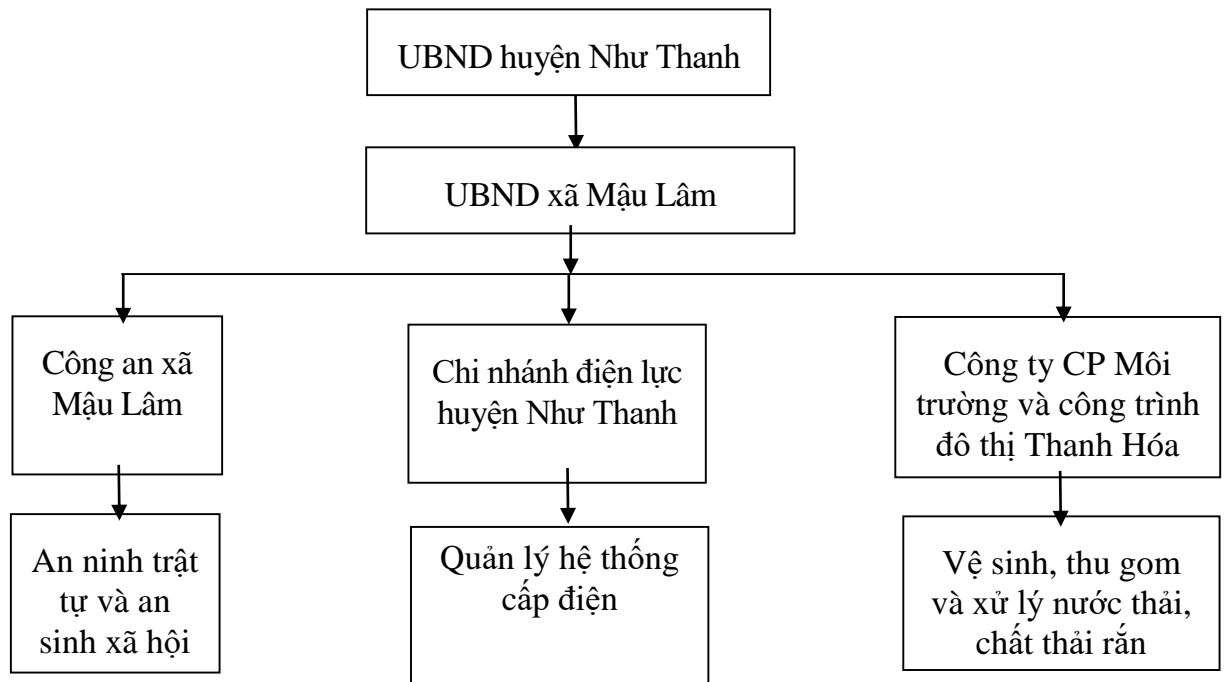 UBND huyện Như Thanh
UBND xã Mậu Lâm
Công an xã
Mậu Lâm
Chi nhánh điện lực
huyện Như Thanh
Công ty CP Môi
trường và công trình
đô thị Thanh Hóa
An ninh trật
tự và an
sinh xã hội
Quản lý hệ thống
cấp điện
Vệ sinh, thu gom
và xử lý nước thải,
chất thải rắn